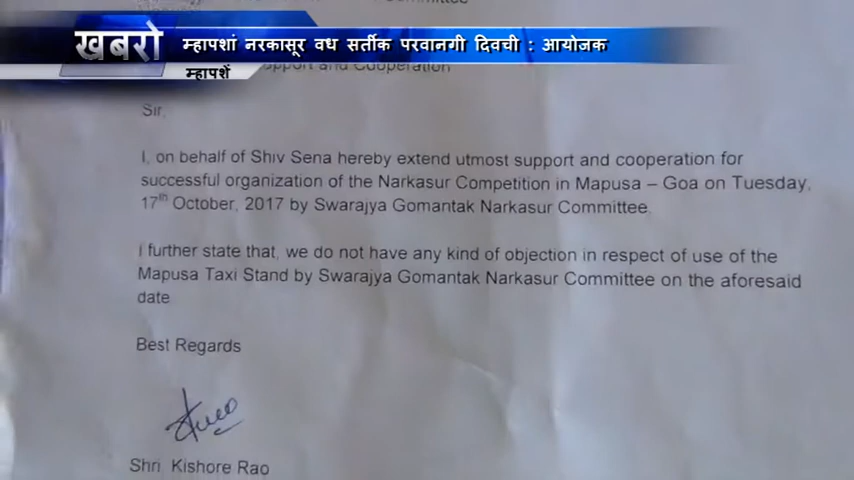 Committee
खबरो
म्हापशां नरकासूर वध सर्तीक परवानगी दिवची : आयोजक
म्हापशें
Support and Cooperation
Sir,
I, on behalf of Shiv Sena hereby extend utmost support and cooperation for
successful organization of the Narkasur Competition in Mapusa – Goa on Tuesday,
17th October, 2017 by Swarajya Gomantak Narkasur Committee.
I further state that, we do not have any kind of objection in respect of use of the
Mapusa Taxi Stand by Swarajya Gomantak Narkasur Committee on the aforesaid
date
Best Regards
Shri. Kishore Rao